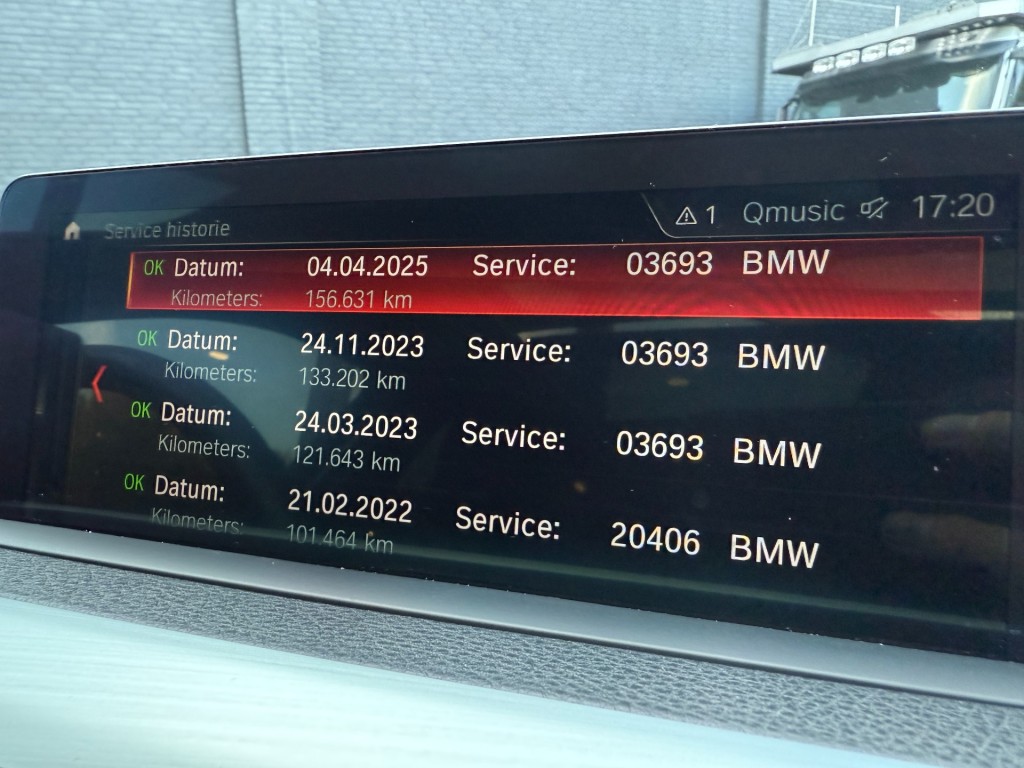 Service historie
1 Qmusic 17:20
OK Datum: 04.04.2025 Service: 03693 BMW
Kilometers: 156.631 km
OK Datum: 24.11.2023 Service: 03693 BMW
Kilometers: 133.202 km
OK Datum: 24.03.2023 Service: 03693 BMW
Kilometers: 121.643 km
OK Datum: 21.02.2022 Service: 20406 BMW
Kilometers: 101.464 km